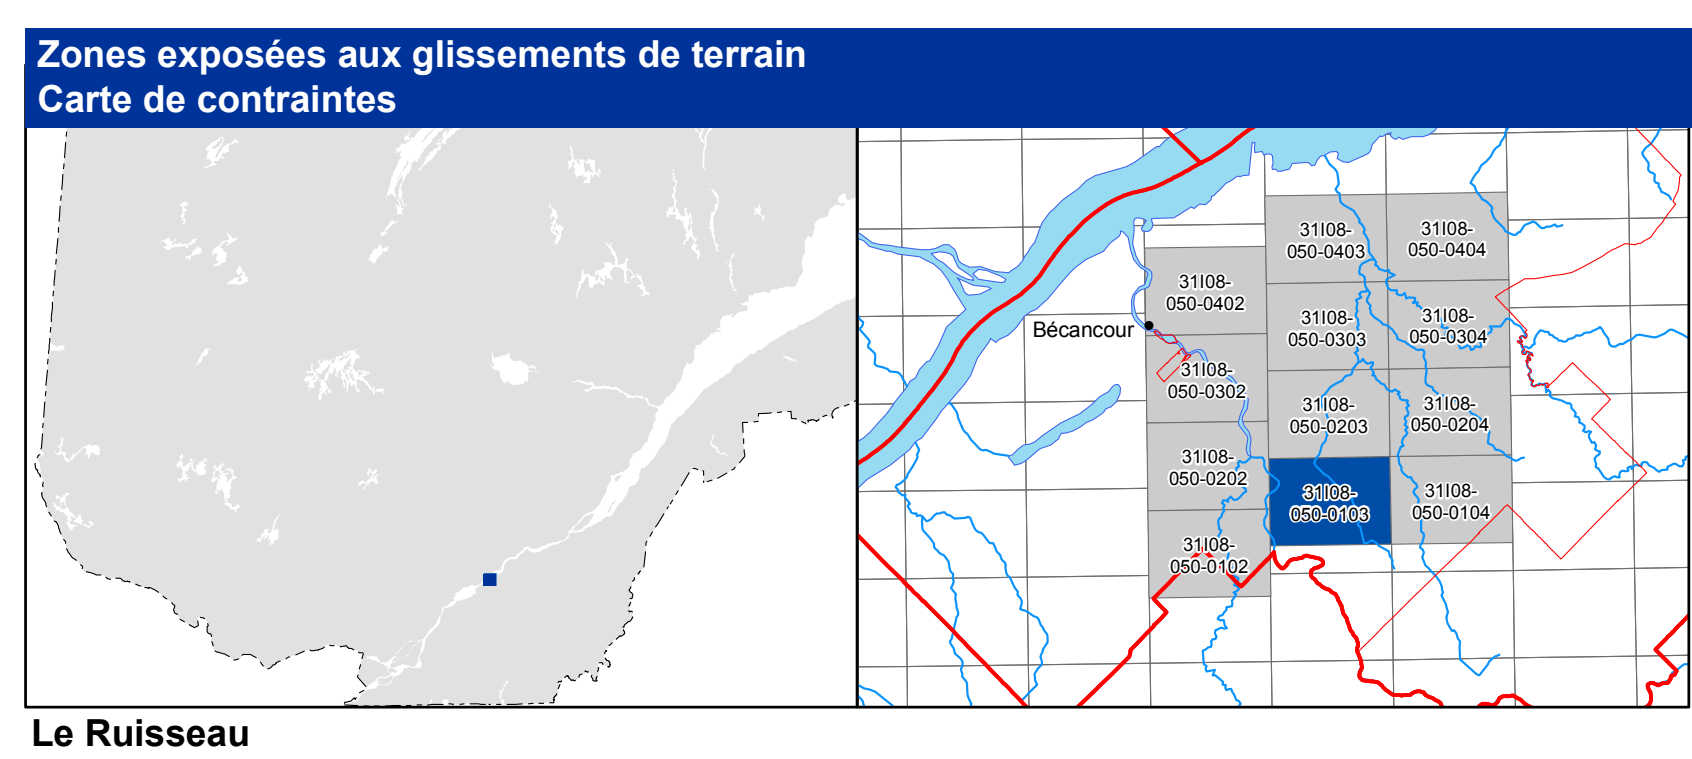 Zones exposées aux glissements de terrain
Carte de contraintes
31I08-
050-0403
31I08-
050-0404
31I08-
050-0402
Bécancour
31I08-
050-0303
31I08-
050-0304
31I08-
050-0302
31I08-
050-0203
31I08-
050-0204
31I08-
050-0202
31I08-
050-0103
31I08-
050-0104
31I08-
050-0102
Le Ruisseau